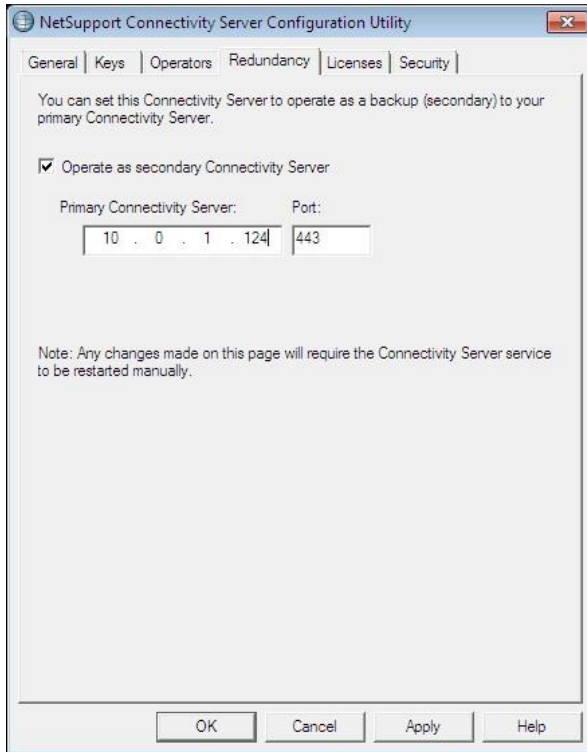 NetSupport Connectivity Server Configuration Utility
General Keys Operators Redundancy Licenses Security
You can set this Connectivity Server to operate as a backup (secondary) to your
primary Connectivity Server.
Operate as secondary Connectivity Server
Primary Connectivity Server: Port:
10 . 0 . 1 . 124 443
Note: Any changes made on this page will require the Connectivity Server service
to be restarted manually.
OK Cancel Apply Help